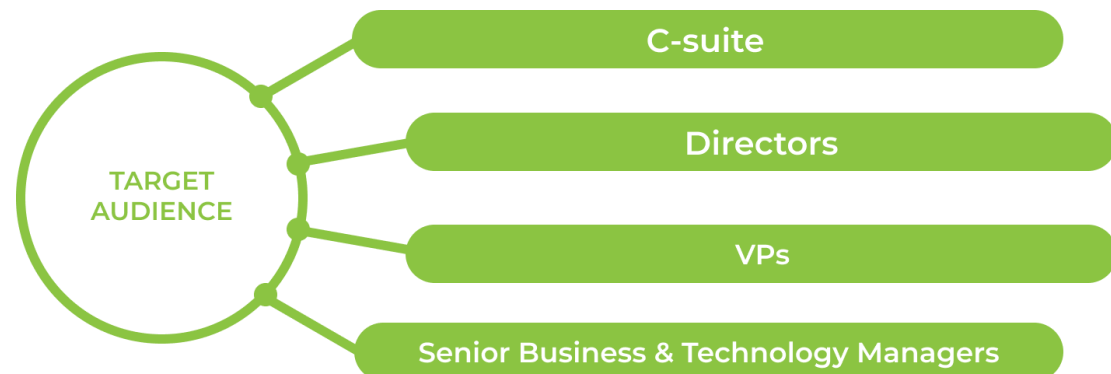 TARGET
AUDIENCE
C-suite
Directors
VPs
Senior Business & Technology Managers